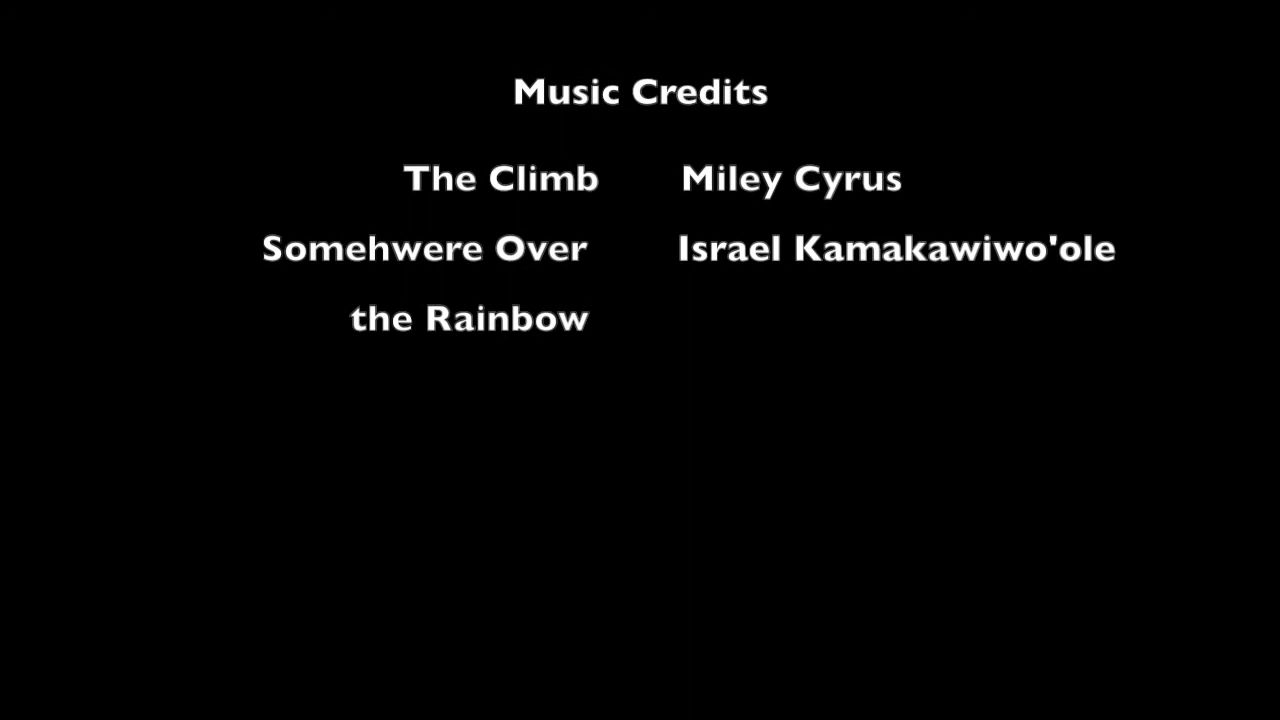 Music Credits
The Climb Miley Cyrus
Somehwere Over Israel Kamakawiwo'ole
the Rainbow